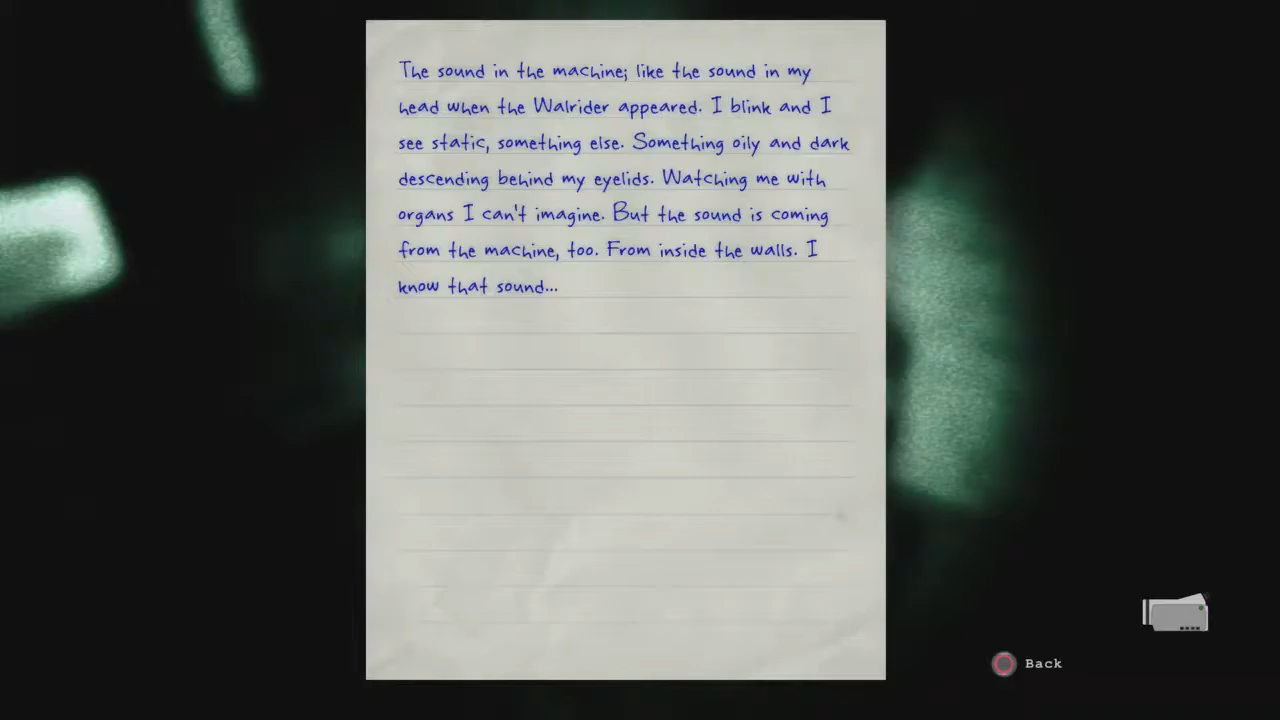 The sound in the machine; like the sound in my
head when the Walrider appeared. I blink and I
see static, something else. Something oily and dark
descending behind my eyelids. Watching me with
organs I can't imagine. But the sound is coming
from the machine, too. From inside the walls. I
know that sound...
Back